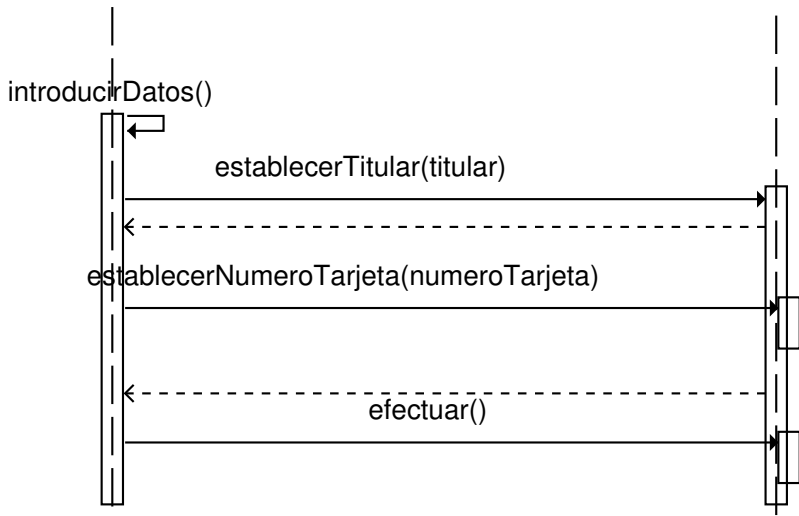 introducirDatos()
establecerTitular(titular)
establecerNumeroTarjeta(numeroTarjeta)
efectuar()